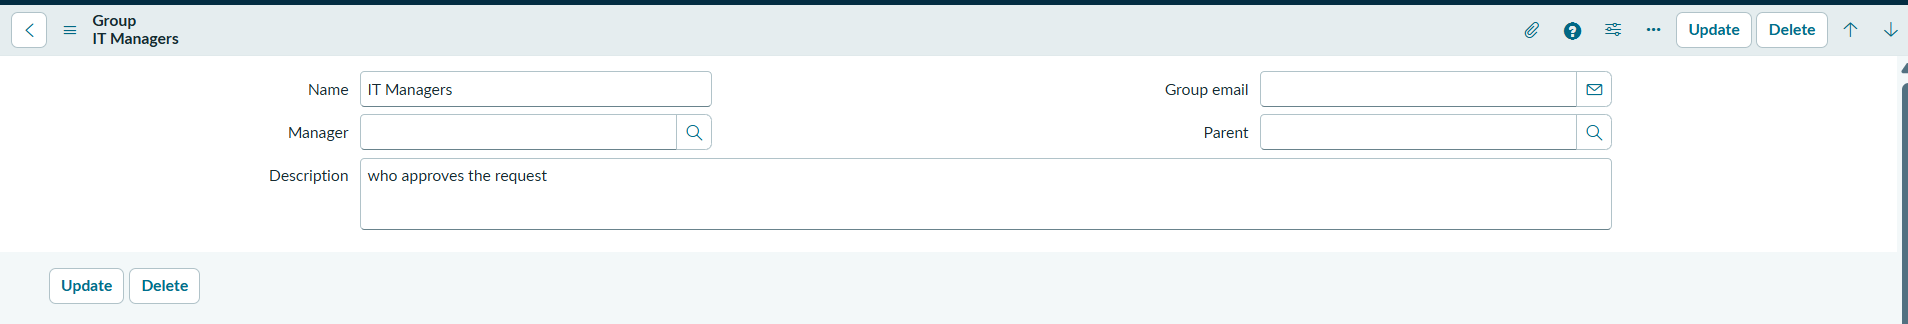 Group
IT Managers
Update
Delete
Name
IT Managers
Group email
Manager
Parent
Description
who approves the request
Update
Delete